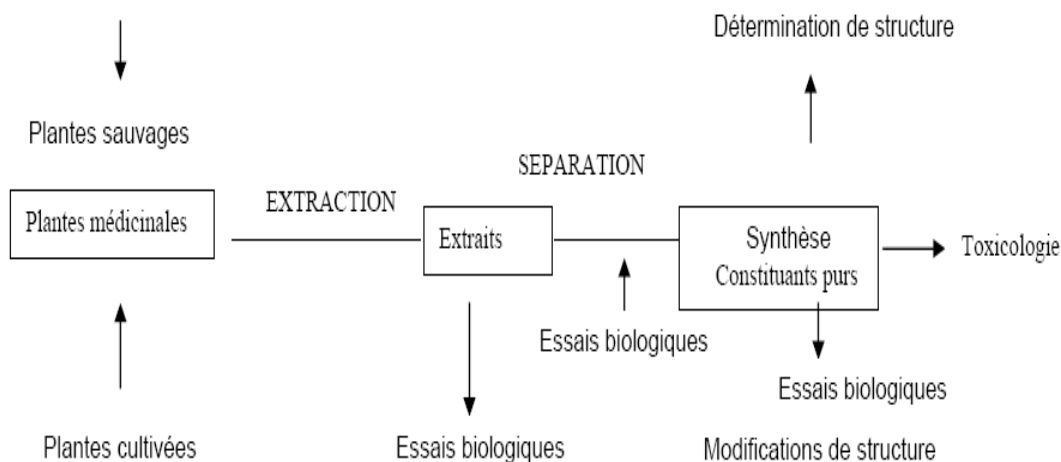 Détermination de structure
Plantes sauvages
SEPARATION
EXTRACTION
Plantes médicinales
Extraits
Synthèse
Constituants purs
Toxicologie
Essais biologiques
Essais biologiques
Plantes cultivées
Essais biologiques
Modifications de structure